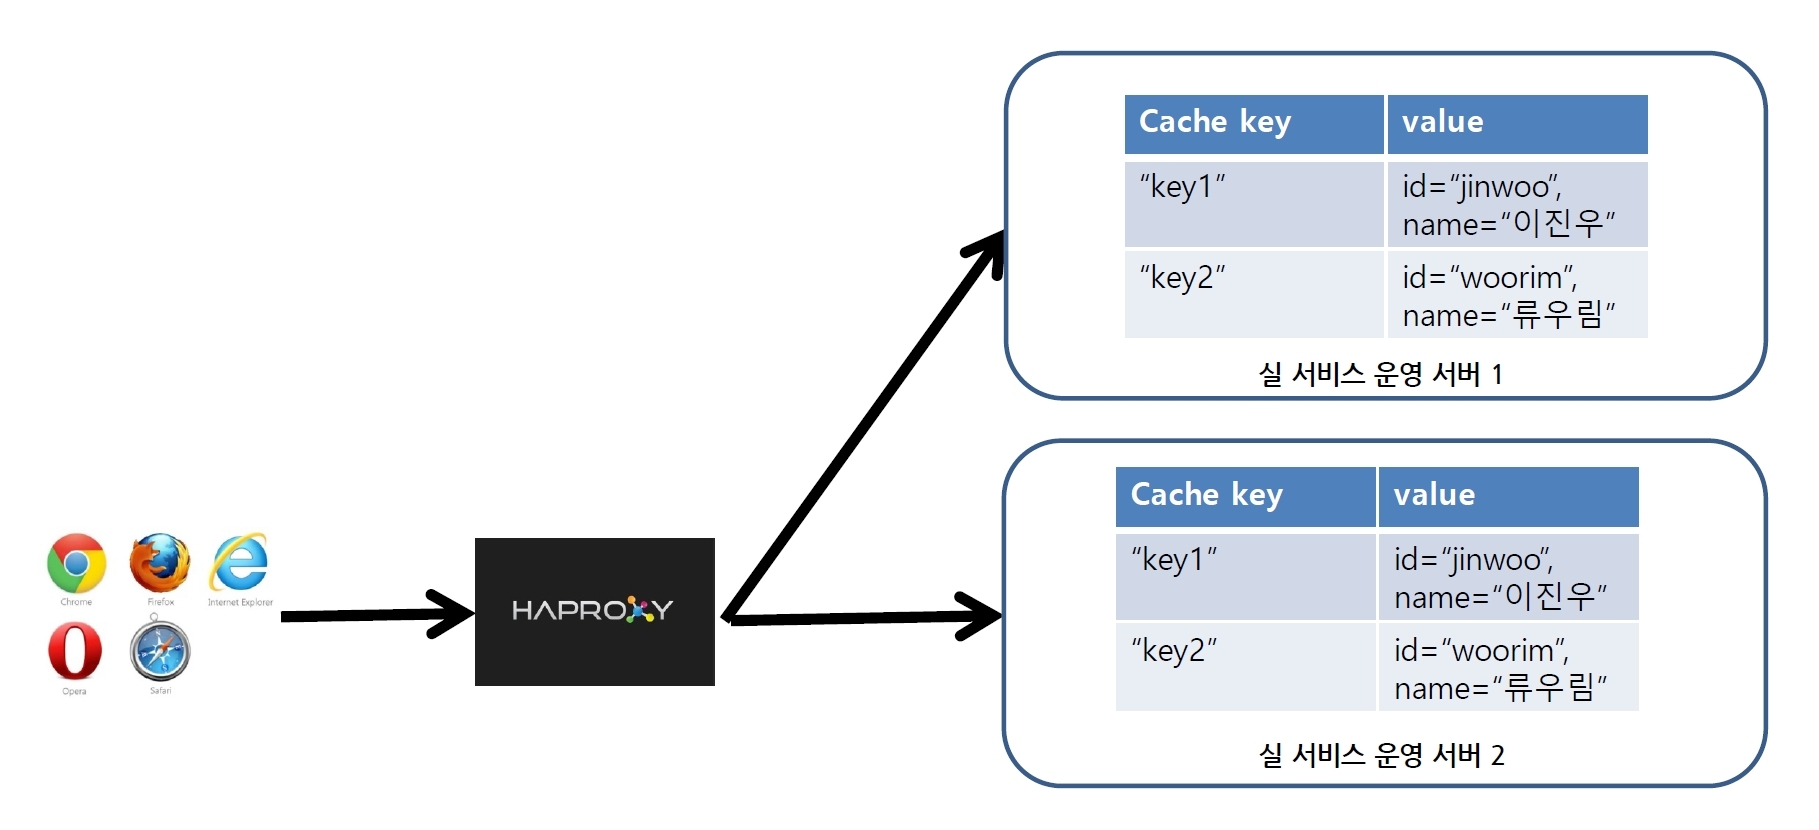 Cache key value
“key1” id=“jinwoo”,
name=“이진우”
“key2” id=“woorim”,
name=“류우림”
실 서비스 운영 서버 1
Cache key value
“key1” id=“jinwoo”,
name=“이진우”
“key2” id=“woorim”,
name=“류우림”
실 서비스 운영 서버 2
Chrome Firefox Internet Explorer
Opera Safari
HAPROXY